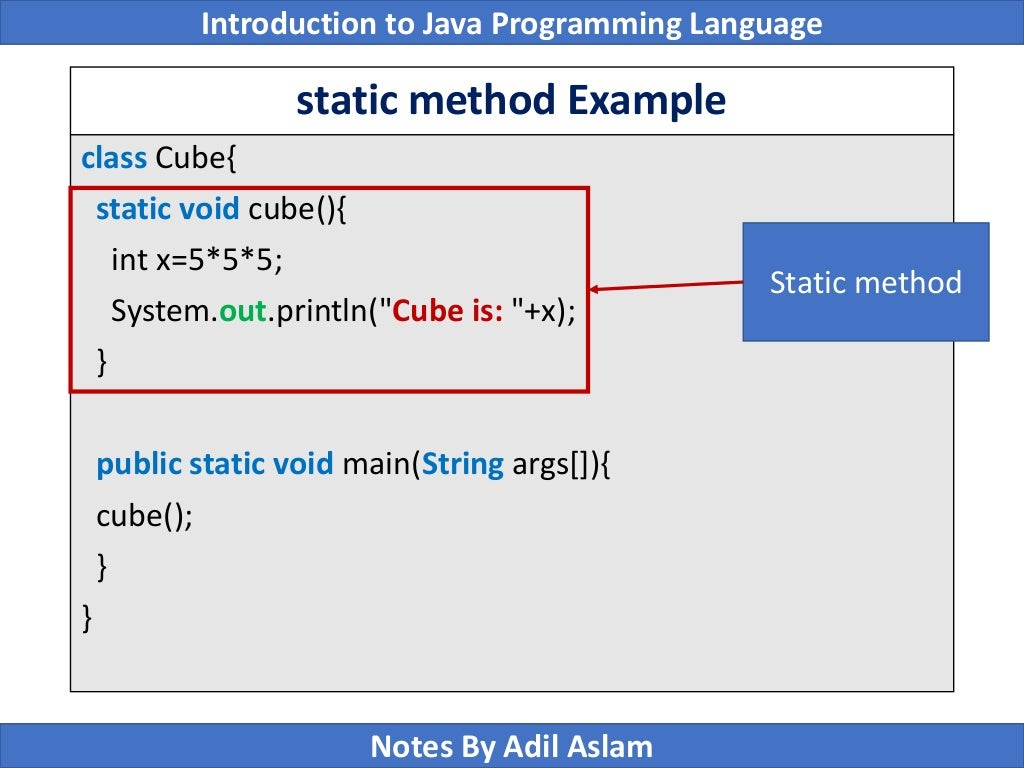 Introduction to Java Programming Language
static method Example
class Cube{
static void cube(){
int x=5*5*5;
System.out.println("Cube is: "+x);
}
Static method
public static void main(String args[]){
cube();
}
}
Notes By Adil Aslam